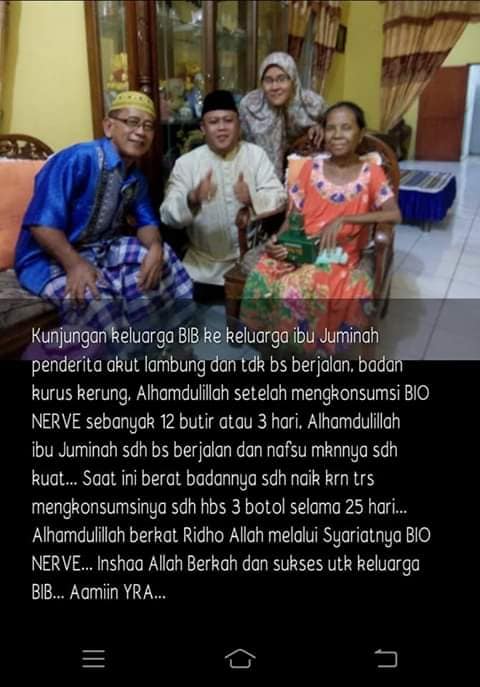 Kunjungan keluarga BIB ke keluarga ibu Juminah
penderita akut lambung dan tdk bs berjalan, badan
kurus kerung, Alhamdulillah setelah mengkonsumsi BIO
NERVE sebanyak 12 butir atau 3 hari, Alhamdulillah
ibu Juminah sdh bs berjalan dan nafsu mknnya sdh
kuat... Saat ini berat badannya sdh naik krn trs
mengkonsumsinya sdh hbs 3 botol selama 25 hari...
Alhamdulillah berkat Ridho Allah melalui Syariatnya BIO
NERVE... Inshaa Allah Berkah dan sukses utk keluarga
BIB... Aamiin YRA...